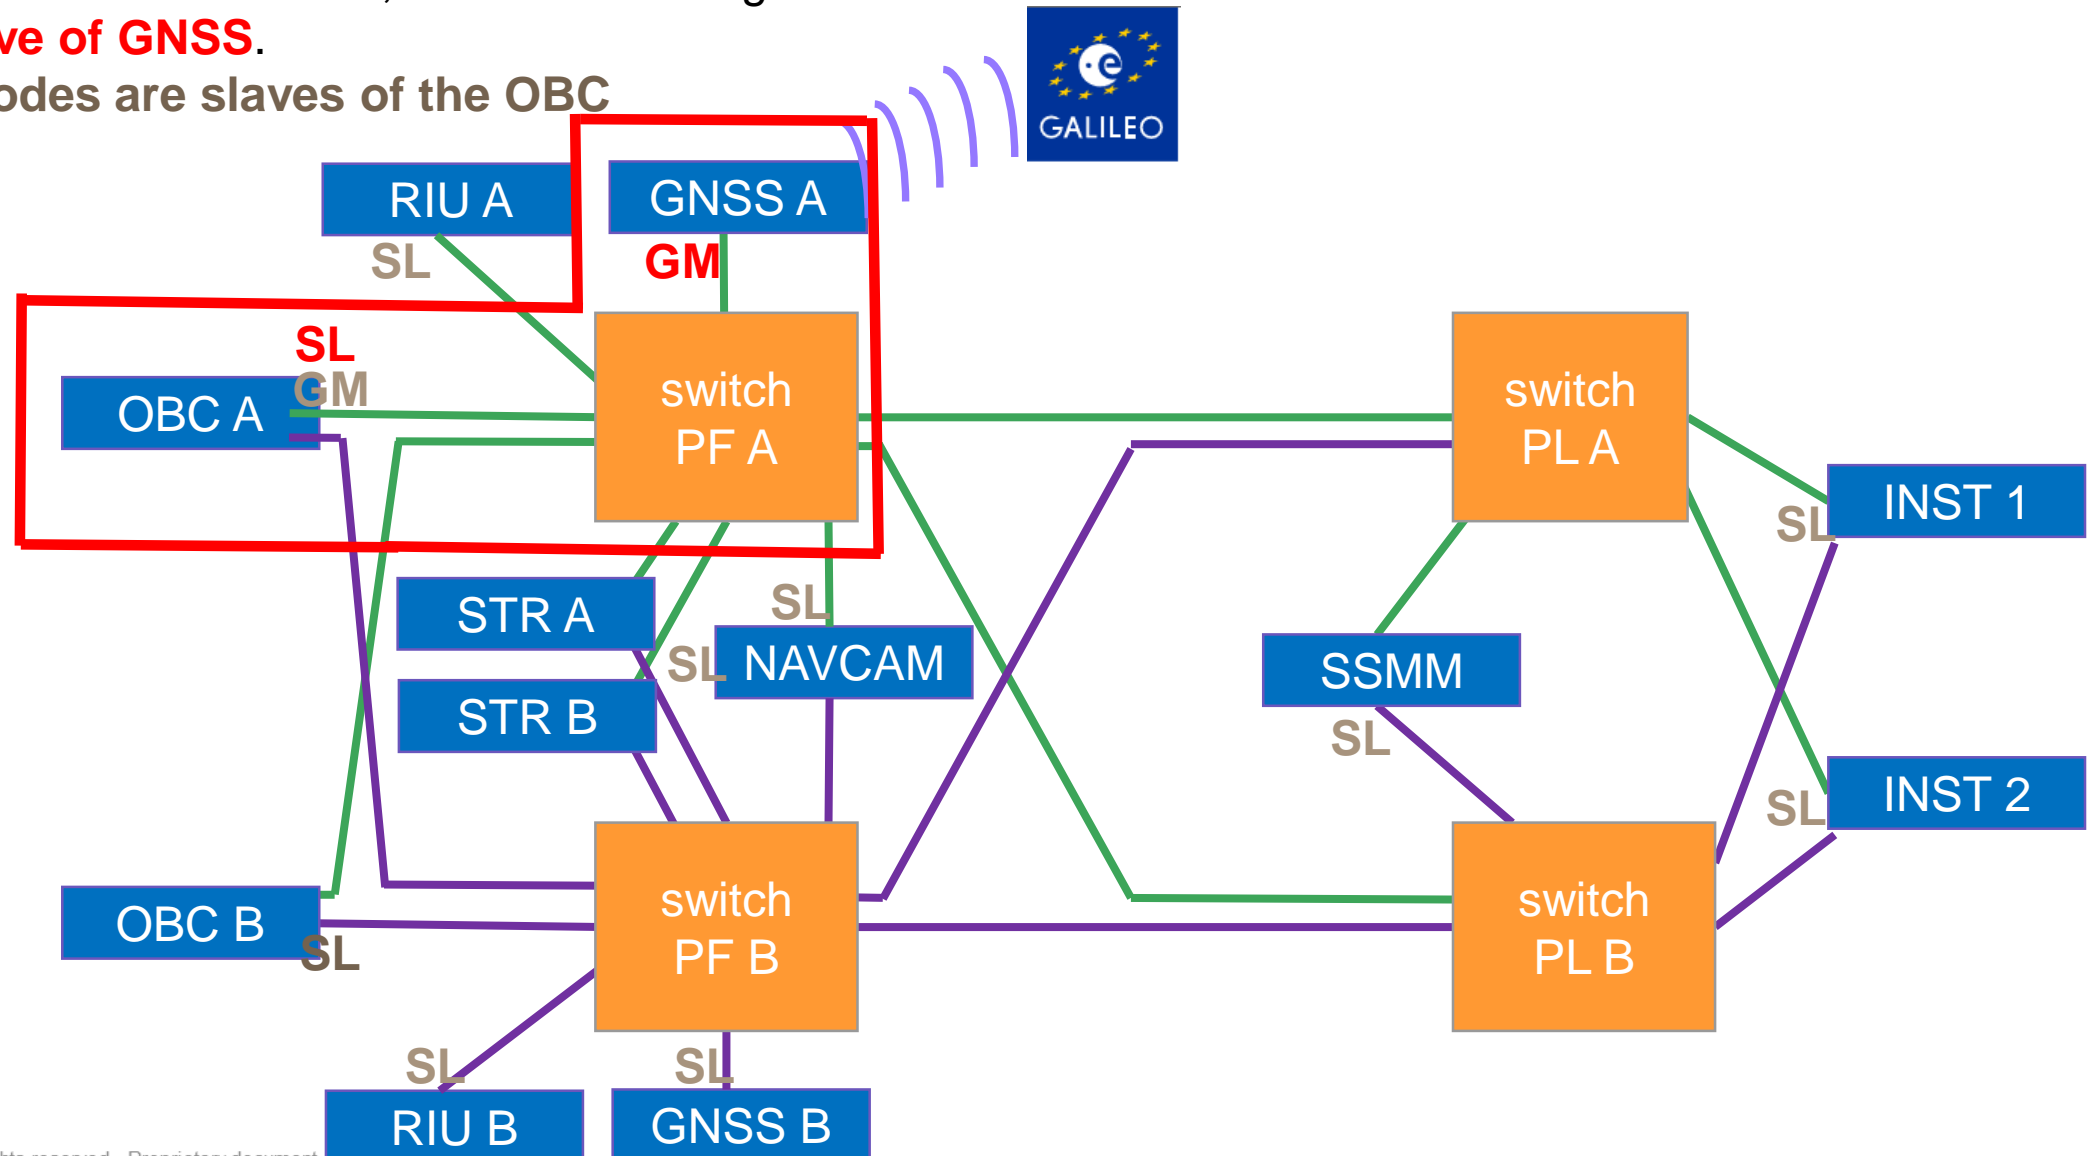 ve of GNSS.
odes are slaves of the OBC
GALILEO
RIU A
GNSS A
SL
GM
SL
GM
OBC A
switch
PF A
switch
PL A
INST 1
SL
STR A
SL
SL
NAVCAM
STR B
SSMM
SL
INST 2
SL
OBC B
SL
switch
PF B
switch
PL B
SL
SL
RIU B
GNSS B